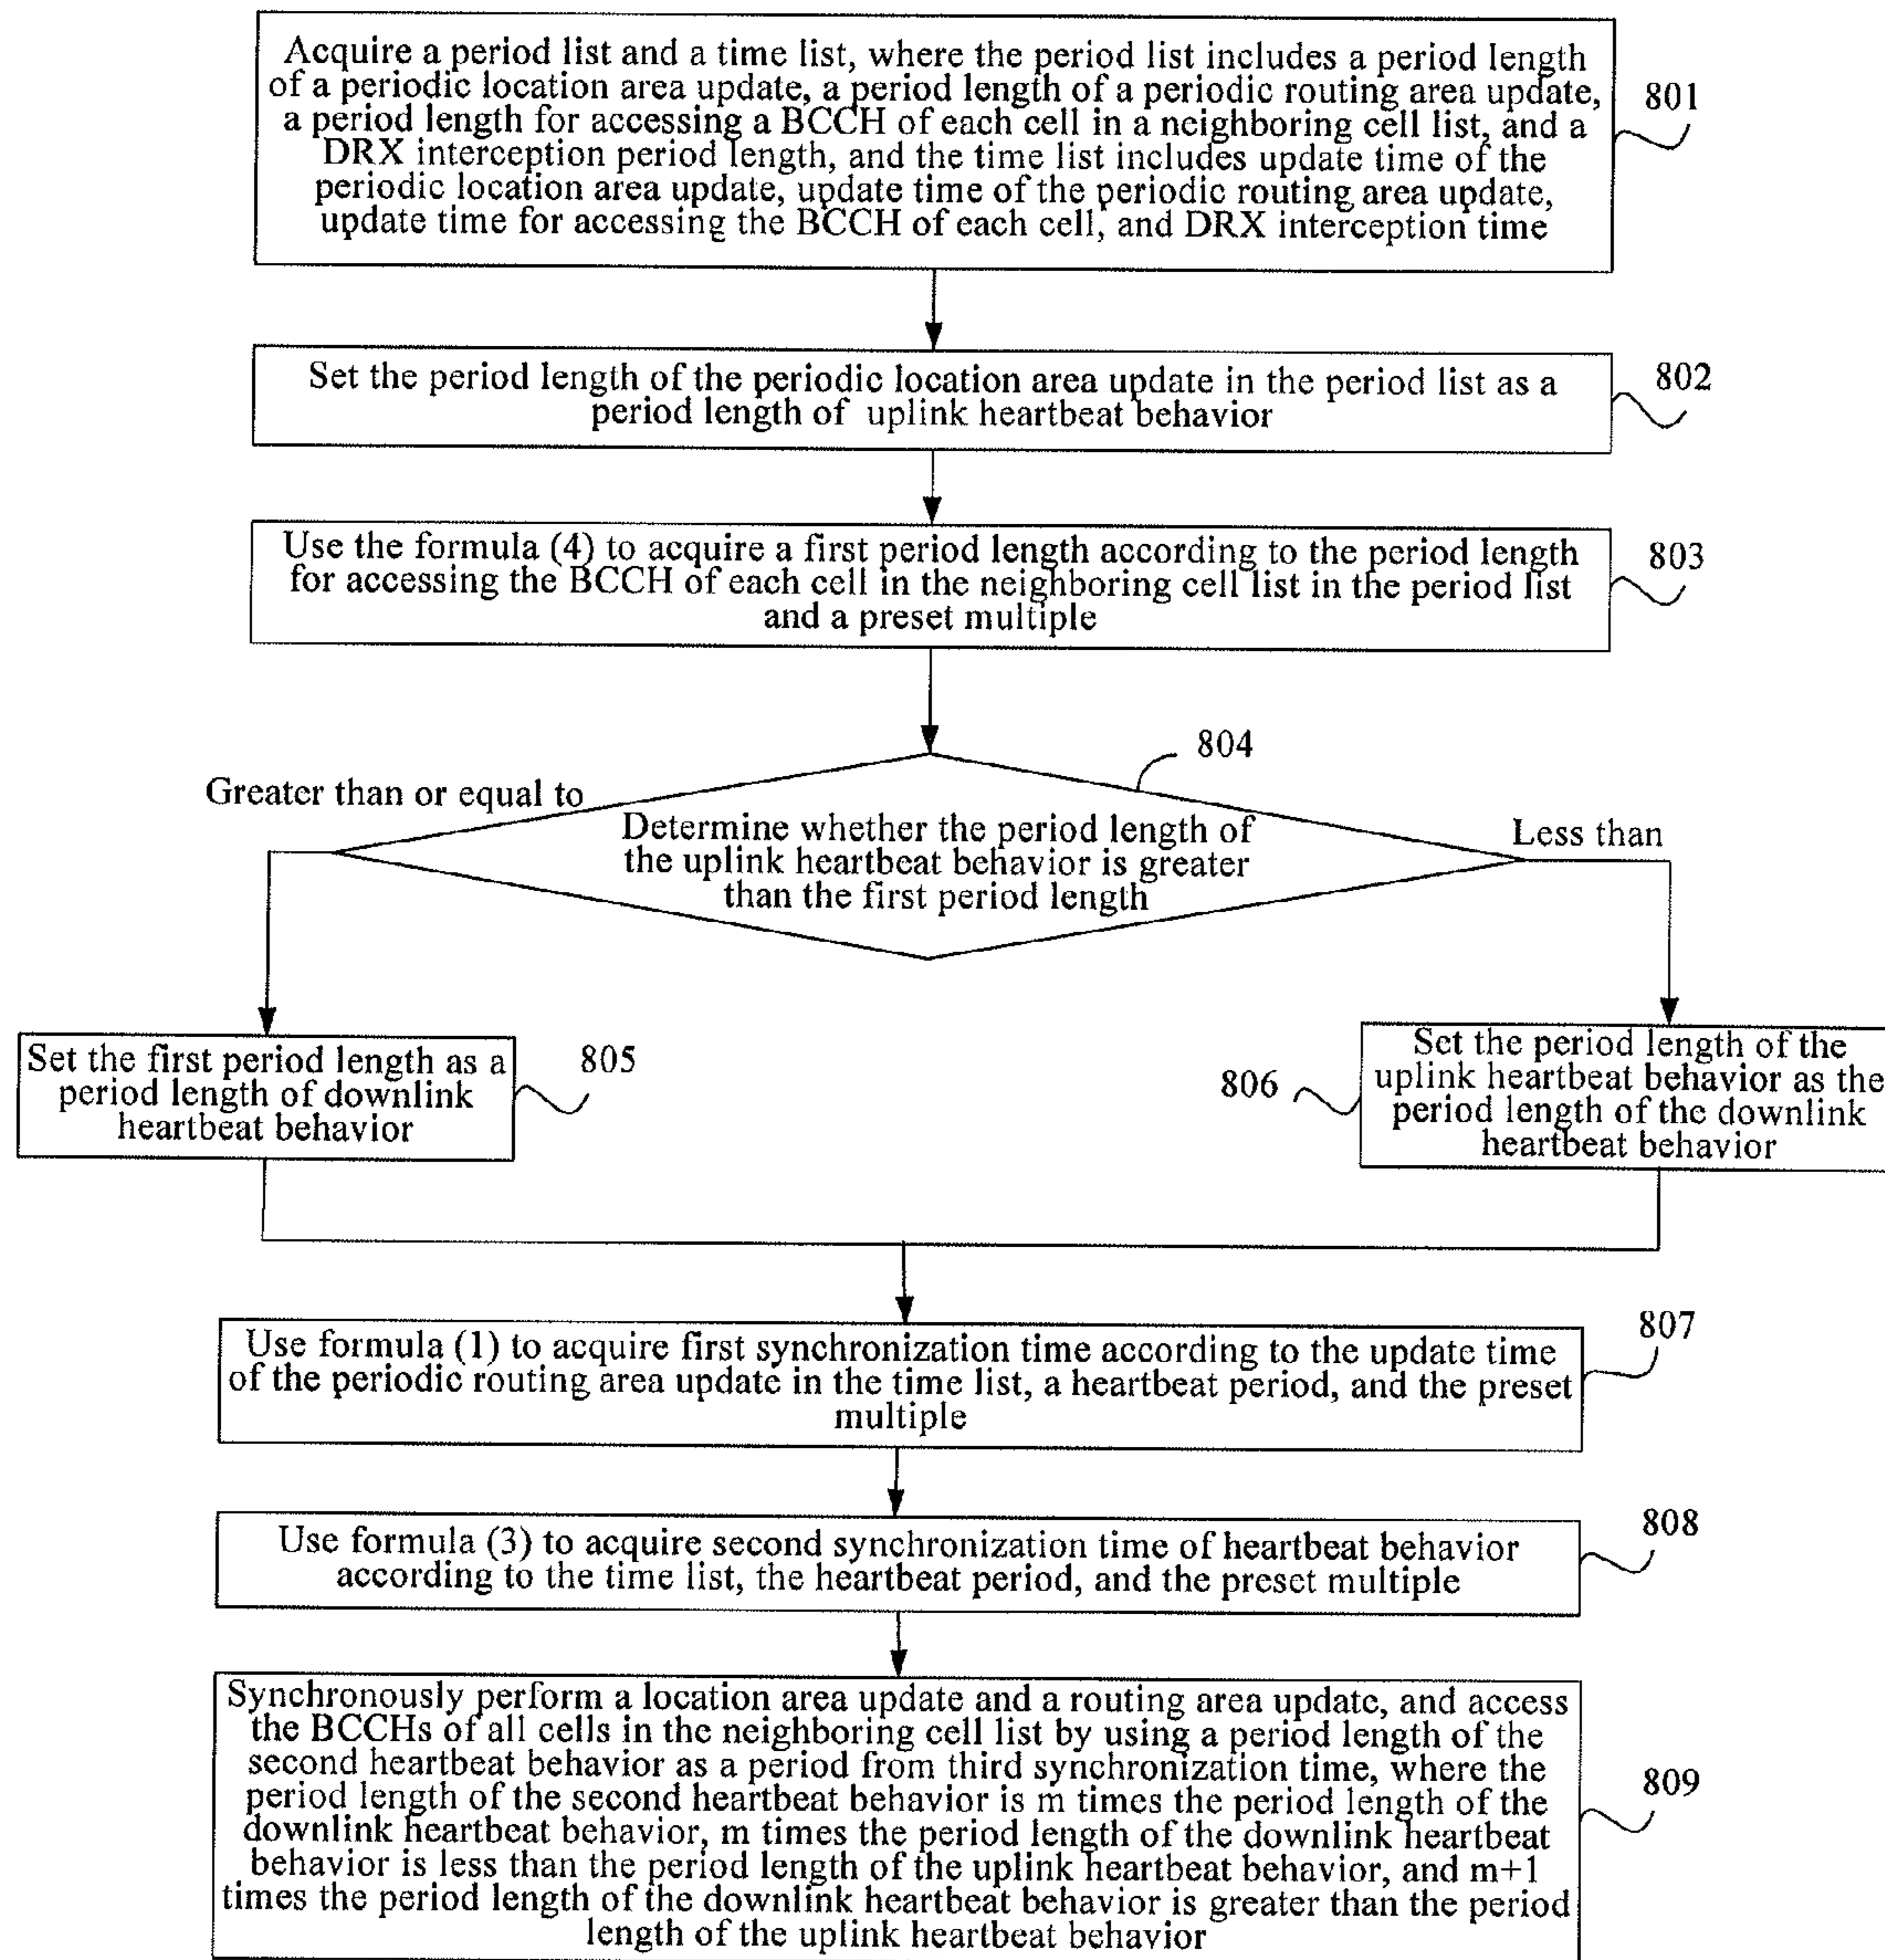 Acquire a period list and a time list, where the period list includes a period length
of a periodic location area update, a period length of a periodic routing area update,
a period length for accessing a BCCH of each cell in a neighboring cell list, and a
DRX interception period length, and the time list includes update time of the
periodic location area update, update time of the periodic routing area update,
update time for accessing the BCCH of each cell, and DRX interception time
801
Set the period length of the periodic location area update in the period list as a
period length of uplink heartbeat behavior
802
Use the formula (4) to acquire a first period length according to the period length
for accessing the BCCH of each cell in the neighboring cell list in the period list
and a preset multiple
803
804
Greater than or equal to
Determine whether the period length of
the uplink heartbeat behavior is greater
than the first period length
Less than
Set the first period length as a
period length of downlink
heartbeat behavior
805
806
Set the period length of the
uplink heartbeat behavior as the
period length of the downlink
heartbeat behavior
Use formula (1) to acquire first synchronization time according to the update time
of the periodic routing area update in the time list, a heartbeat period, and the preset
multiple
807
Use formula (3) to acquire second synchronization time of heartbeat behavior
according to the time list, the heartbeat period, and the preset multiple
808
Synchronously perform a location area update and a routing area update, and access
the BCCHs of all cells in the neighboring cell list by using a period length of the
second heartbeat behavior as a period from third synchronization time, where the
period length of the second heartbeat behavior is m times the period length of the
downlink heartbeat behavior, m times the period length of the downlink heartbeat
behavior is less than the period length of the uplink heartbeat behavior, and m+1
times the period length of the downlink heartbeat behavior is greater than the period
length of the uplink heartbeat behavior
809